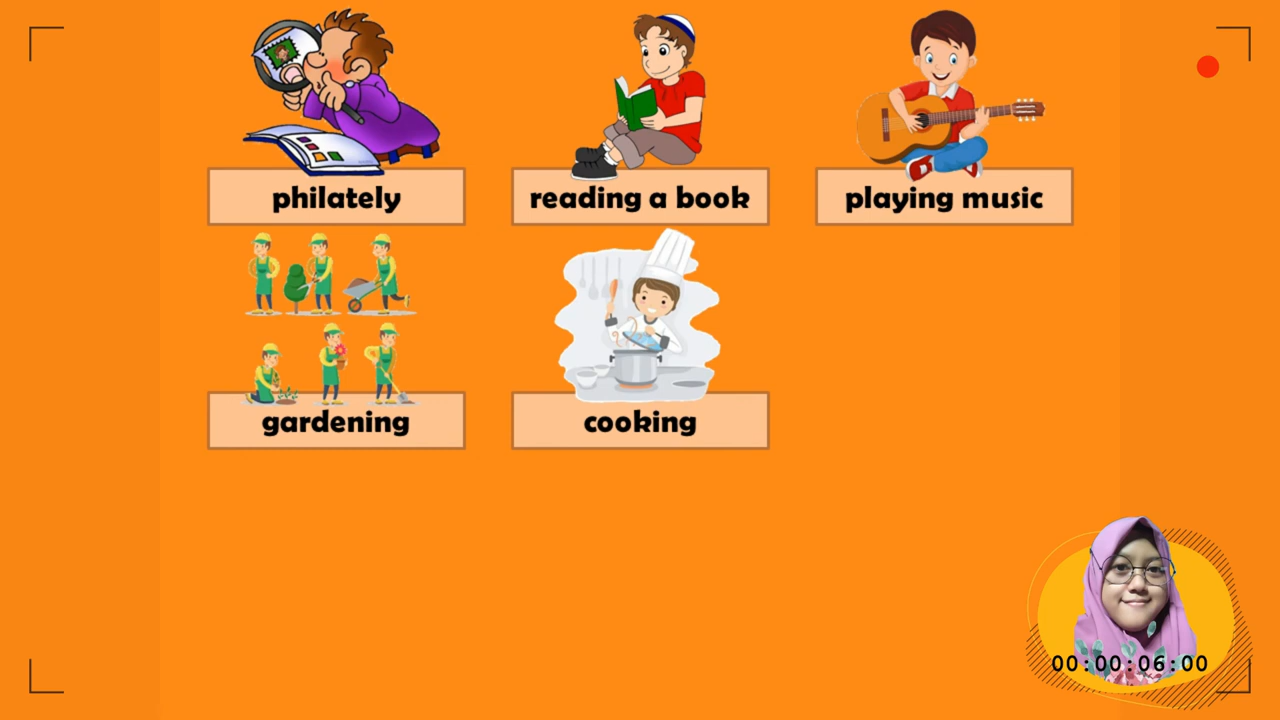 philately
reading a book
playing music
gardening
cooking
00:00:06:00